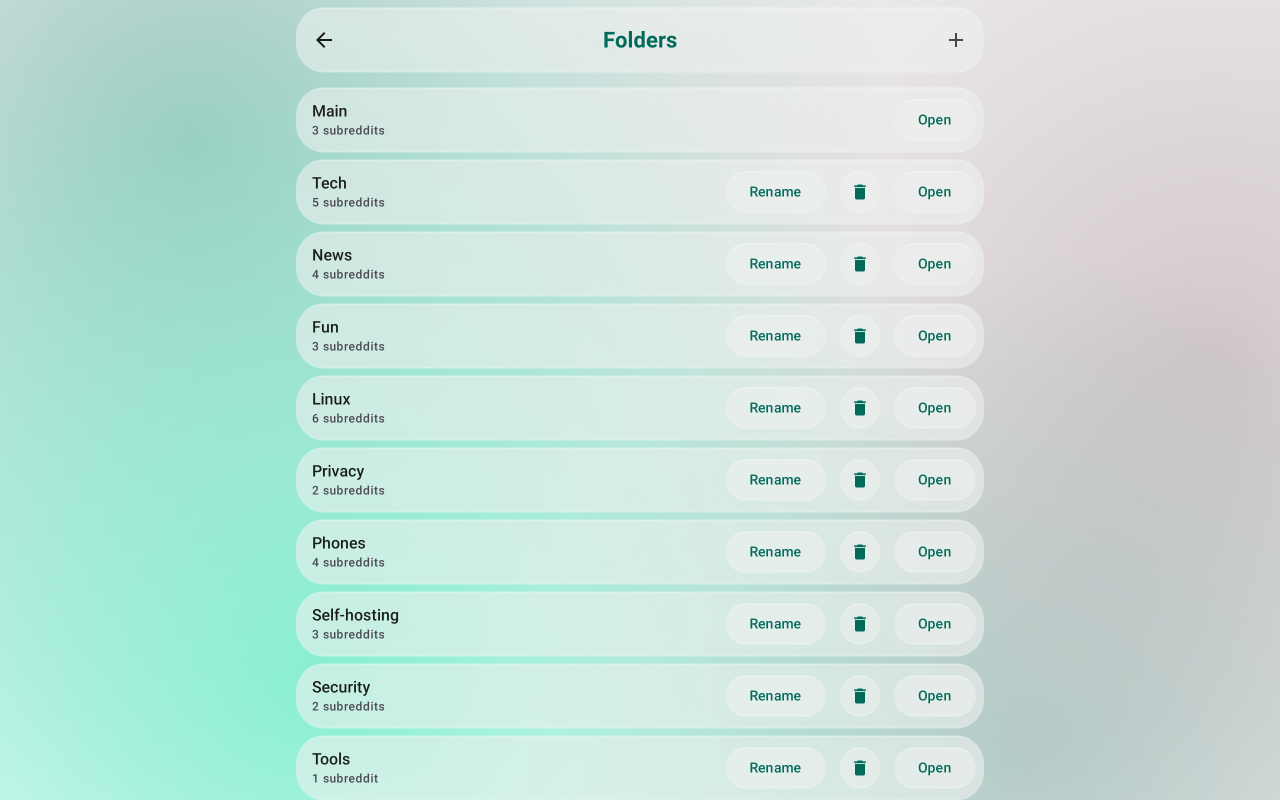 Folders
Main
3 subreddits
Open
Tech
5 subreddits
Rename
Open
News
4 subreddits
Rename
Open
Fun
3 subreddits
Rename
Open
Linux
6 subreddits
Rename
Open
Privacy
2 subreddits
Rename
Open
Phones
4 subreddits
Rename
Open
Self-hosting
3 subreddits
Rename
Open
Security
2 subreddits
Rename
Open
Tools
1 subreddit
Rename
Open